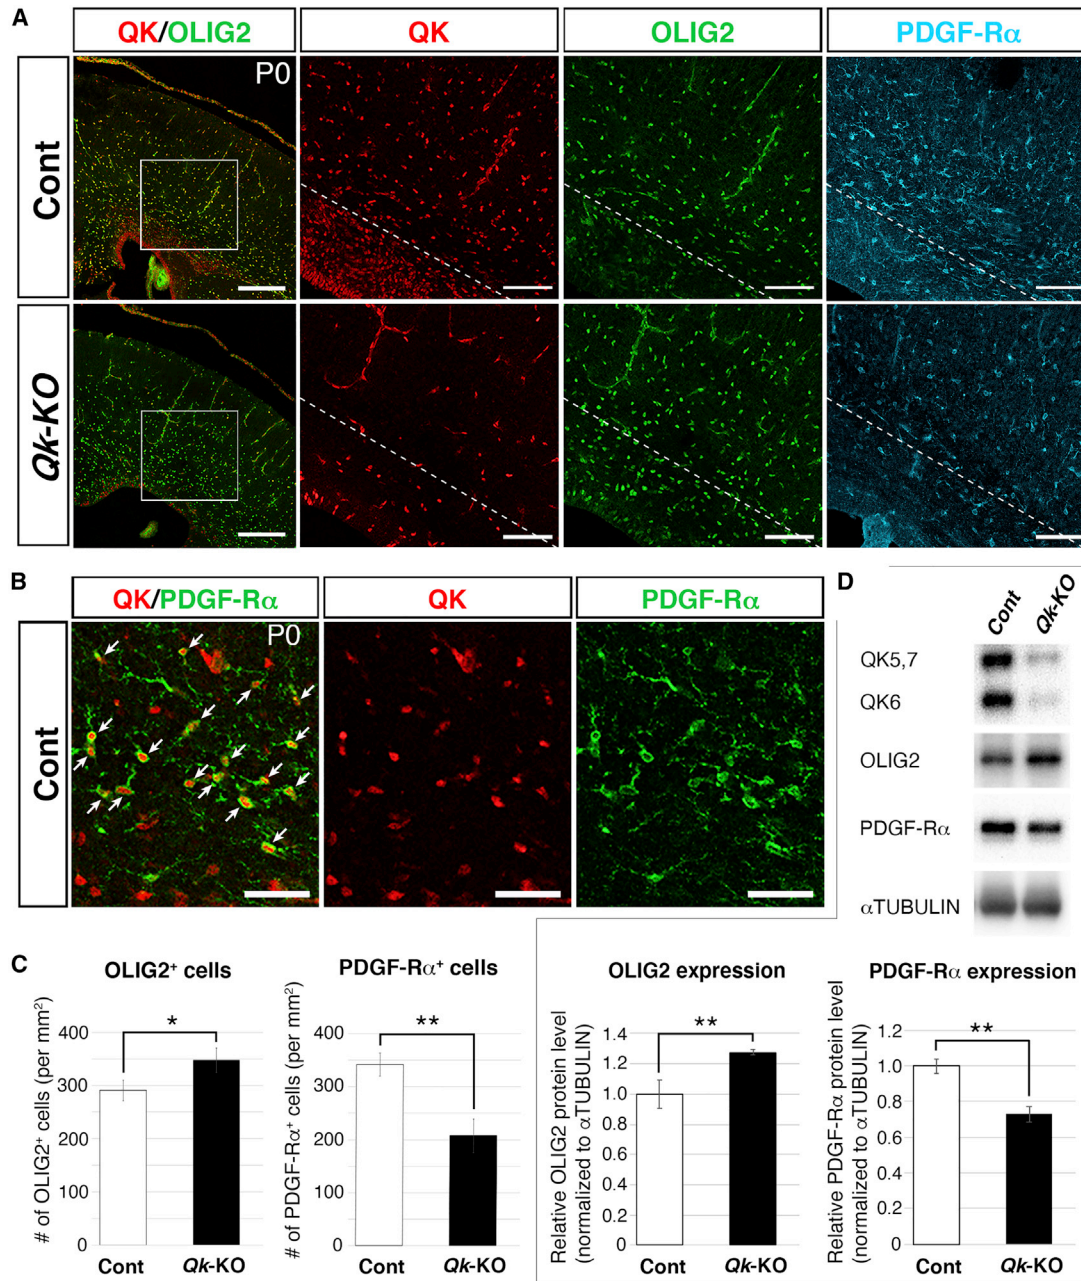 A
QK/OLIG2
QK
OLIG2
PDGF-Rα
Cont
P0
Qk-KO
B
QK/PDGF-Rα
QK
PDGF-Rα
Cont
P0
D
Cont
Qk-KO
QK5,7
QK6
OLIG2
PDGF-Rα
αTUBULIN
C
OLIG2⁺ cells
# of OLIG2⁺ cells (per mm²)
400
300
200
100
0
*
Cont
Qk-KO
PDGF-Rα⁺ cells
# of PDGF-Rα⁺ cells (per mm²)
400
300
200
100
0
**
Cont
Qk-KO
OLIG2 expression
Relative OLIG2 protein level
(normalized to αTUBULIN)
1.4
1.2
1.0
0.8
0.6
0.4
0.2
0
**
Cont
Qk-KO
PDGF-Rα expression
Relative PDGF-Rα protein level
(normalized to αTUBULIN)
1.2
1.0
0.8
0.6
0.4
0.2
0
**
Cont
Qk-KO